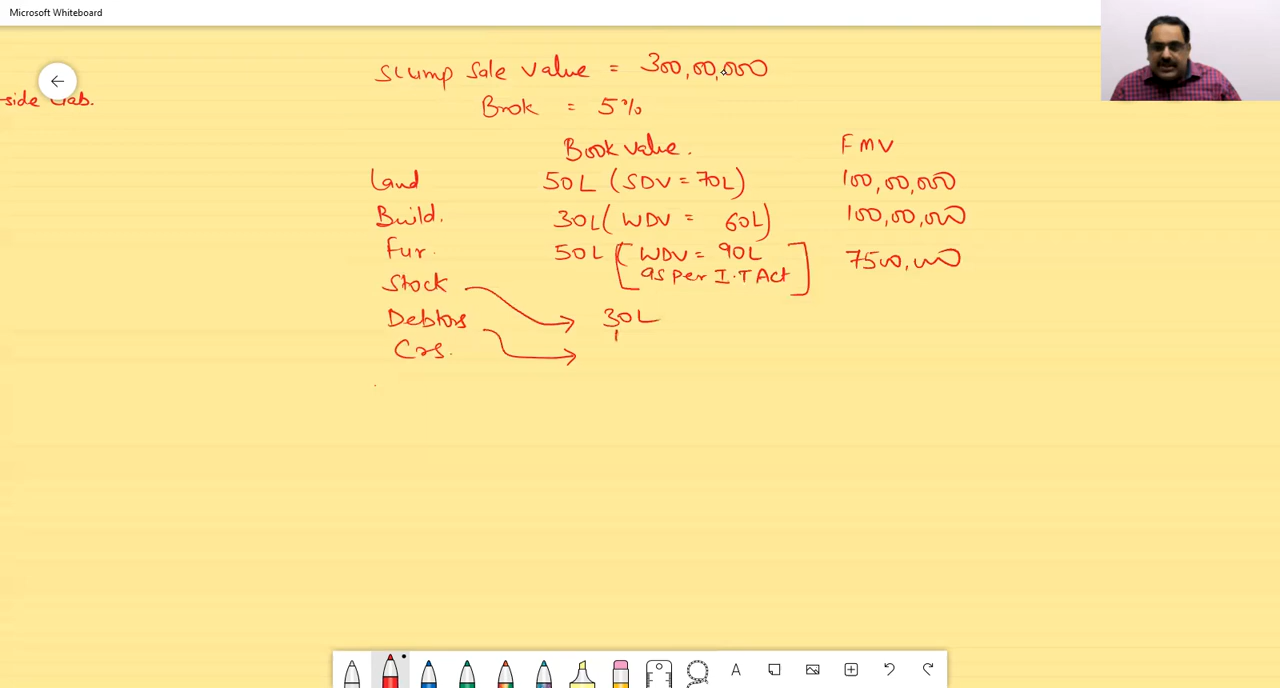 Microsoft Whiteboard
Slump Sale Value = 300,00,000
-side Liab.
Brok = 5%
Book Value. FMV
Land 50L (SDV = 70L) 100,00,000
Build. 30L (WDV = 60L) 100,00,000
Fur. 50L [WDV = 90L 7500,000
as per I.T Act]
Stock
Debtors 30L
Crs.
A